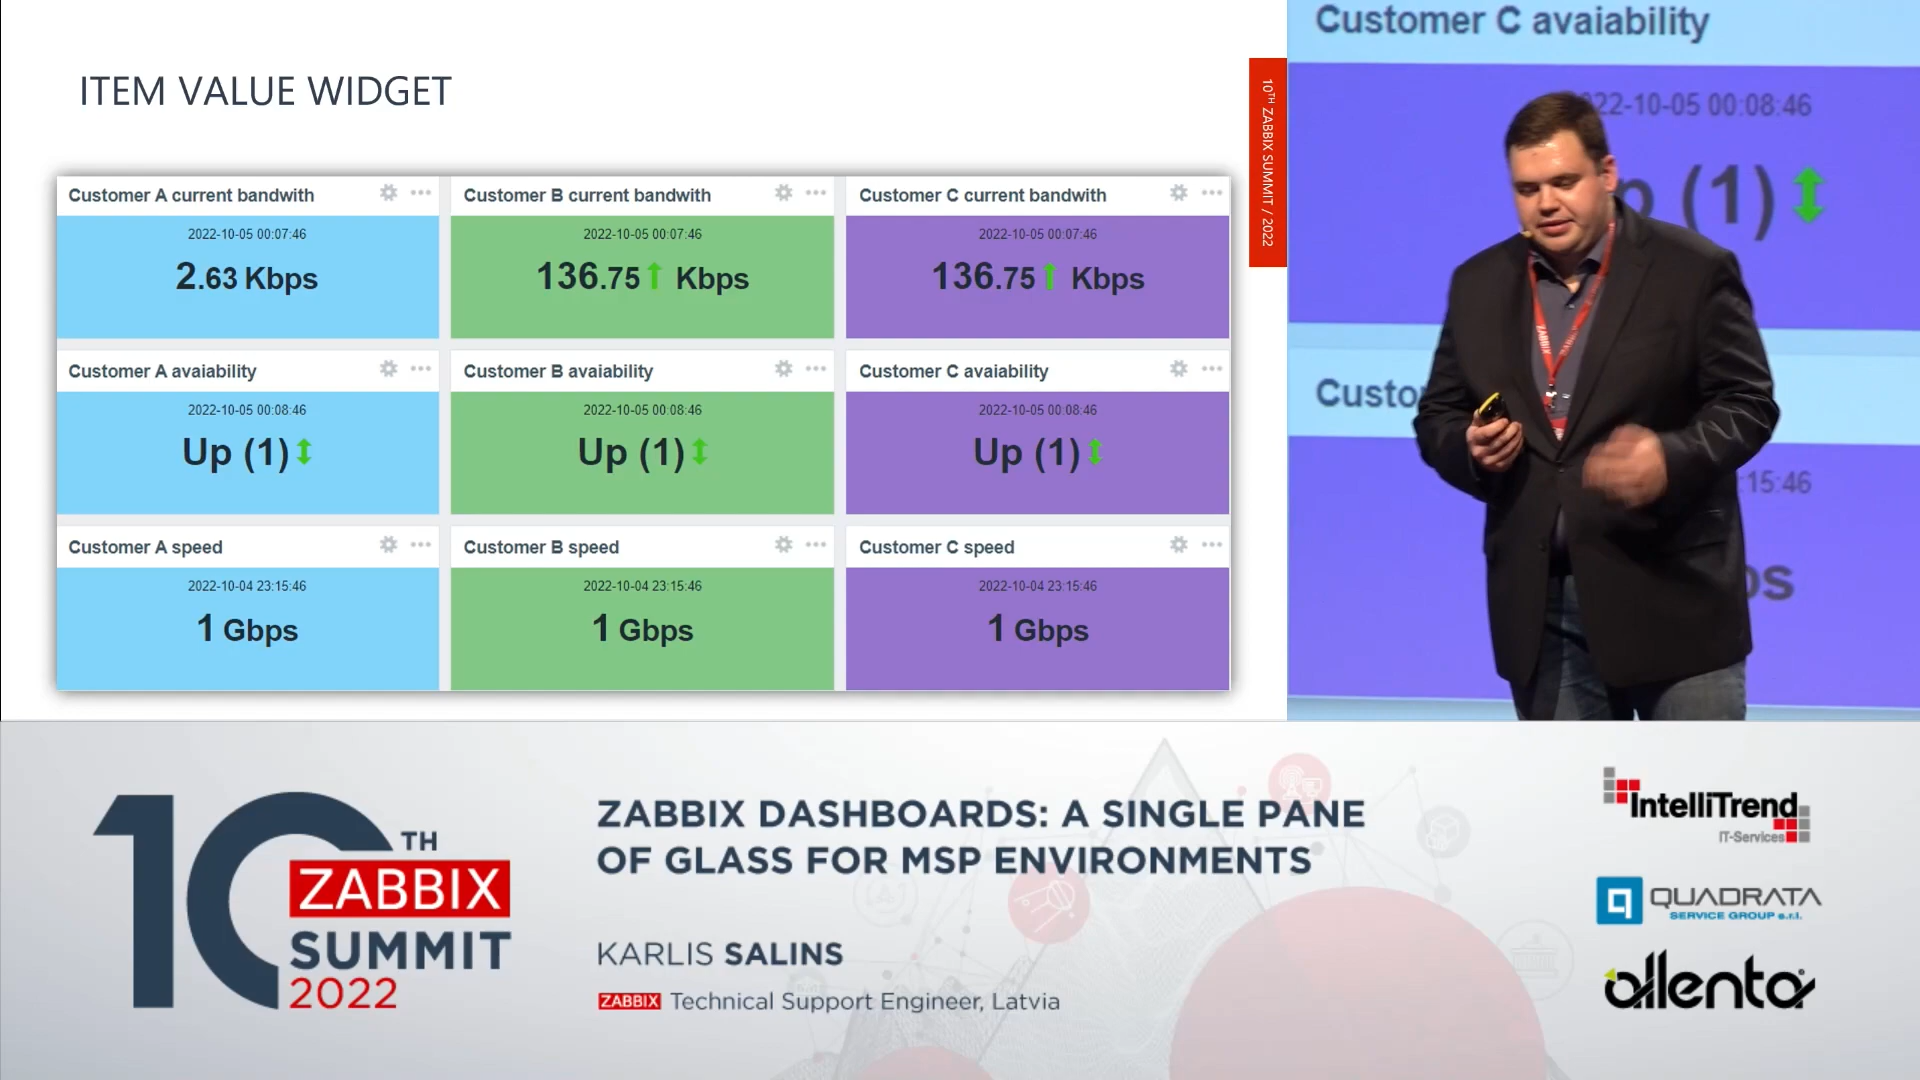 ITEM VALUE WIDGET
Customer A current bandwith
2022-10-05 00:07:46
2.63 Kbps
Customer B current bandwith
2022-10-05 00:07:46
136.75 Kbps
Customer C current bandwith
2022-10-05 00:07:46
136.75 Kbps
Customer A avaiability
2022-10-05 00:08:46
Up (1)
Customer B avaiability
2022-10-05 00:08:46
Up (1)
Customer C avaiability
2022-10-05 00:08:46
Up (1)
Customer A speed
2022-10-04 23:15:46
1 Gbps
Customer B speed
2022-10-04 23:15:46
1 Gbps
Customer C speed
2022-10-04 23:15:46
1 Gbps
10TH ZABBIX SUMMIT / 2022
Customer C avaiability
22-10-05 00:08:46
p (1)
Custo
15:46
ps
ZABBIX
10TH
ZABBIX
SUMMIT
2022
ZABBIX DASHBOARDS: A SINGLE PANE
OF GLASS FOR MSP ENVIRONMENTS
KARLIS SALINS
ZABBIX Technical Support Engineer, Latvia
IntelliTrend
IT-Services
QUADRATA
SERVICE GROUP s.r.l.
allenta